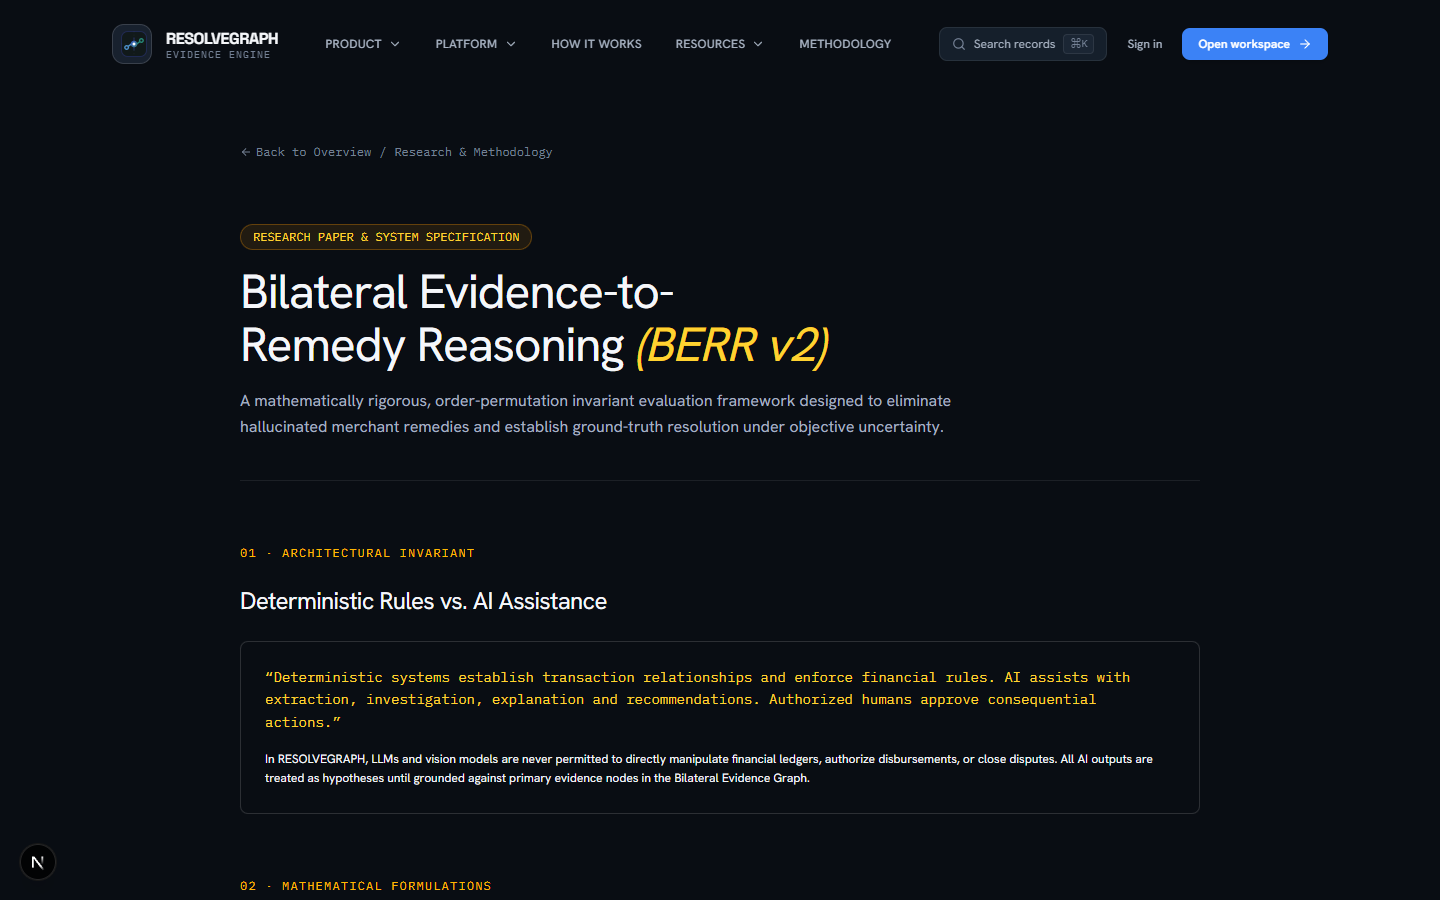 RESOLVEGRAPH
EVIDENCE ENGINE
PRODUCT
PLATFORM
HOW IT WORKS
RESOURCES
METHODOLOGY
Search records ⌘K
Sign in
Open workspace →
← Back to Overview / Research & Methodology
RESEARCH PAPER & SYSTEM SPECIFICATION
Bilateral Evidence-to-
Remedy Reasoning (BERR v2)
A mathematically rigorous, order-permutation invariant evaluation framework designed to eliminate
hallucinated merchant remedies and establish ground-truth resolution under objective uncertainty.
01 · ARCHITECTURAL INVARIANT
Deterministic Rules vs. AI Assistance
“Deterministic systems establish transaction relationships and enforce financial rules. AI assists with
extraction, investigation, explanation and recommendations. Authorized humans approve consequential
actions.”
In RESOLVEGRAPH, LLMs and vision models are never permitted to directly manipulate financial ledgers, authorize disbursements, or close disputes. All AI outputs are
treated as hypotheses until grounded against primary evidence nodes in the Bilateral Evidence Graph.
N
02 · MATHEMATICAL FORMULATIONS